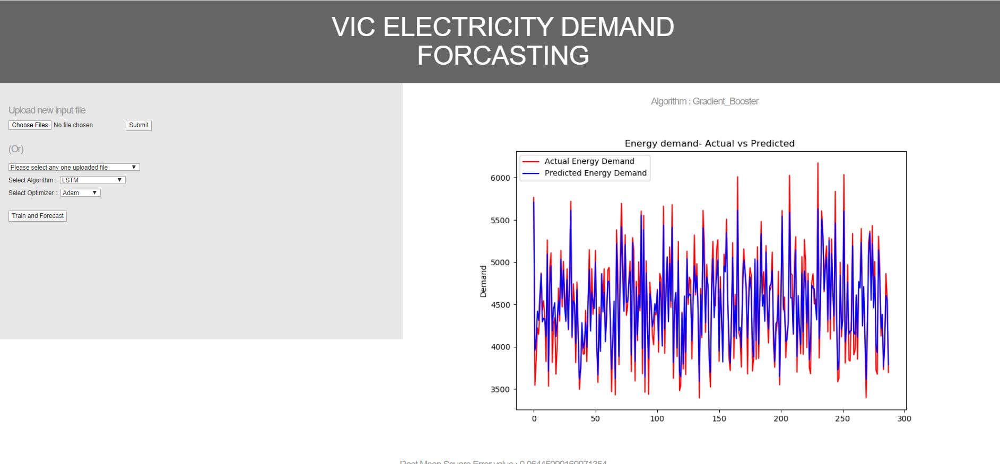 VIC ELECTRICITY DEMAND
FORCASTING
Upload new input file
Choose Files No file chosen Submit
(Or)
Please select any one uploaded file
Select Algorithm : LSTM
Select Optimizer : Adam
Train and Forecast
Algorithm : Gradient_Booster
Energy demand- Actual vs Predicted
Actual Energy Demand
Predicted Energy Demand
6000
5500
5000
4500
4000
3500
Demand
0 50 100 150 200 250 300
Root Mean Square Error value :